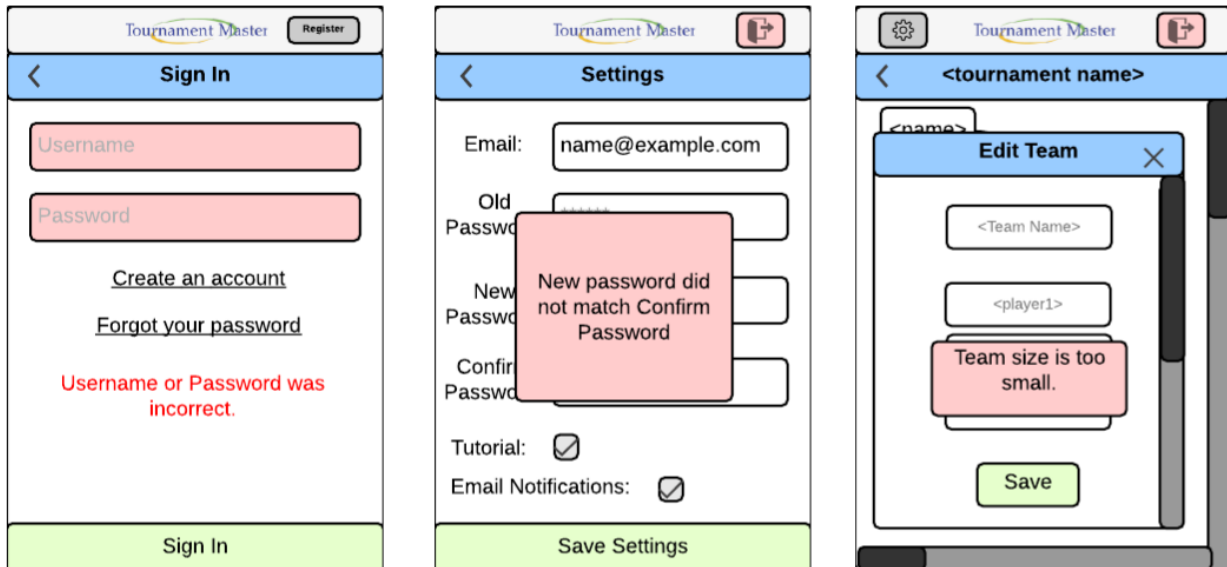 Tournament Master
Register
Sign In
Username
Password
Create an account
Forgot your password
Username or Password was
incorrect.
Sign In
Tournament Master
Settings
Email:
name@example.com
Old
Passwo
******
New
Passwo
Confir
Passwo
New password did
not match Confirm
Password
Tutorial:
Email Notifications:
Save Settings
Tournament Master
<tournament name>
<name>
Edit Team
<Team Name>
<player1>
Team size is too
small.
Save